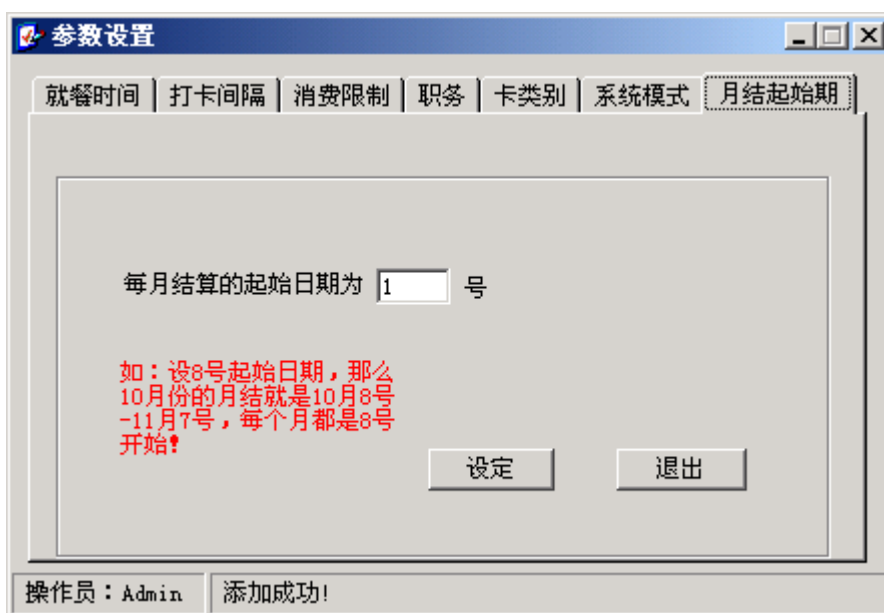 参数设置
就餐时间 打卡间隔 消费限制 职务 卡类别 系统模式 月结起始期
每月结算的起始日期为 1 号
如：设8号起始日期，那么
10月份的月结就是10月8号
-11月7号，每个月都是8号
开始！
设定 退出
操作员：Admin 添加成功！